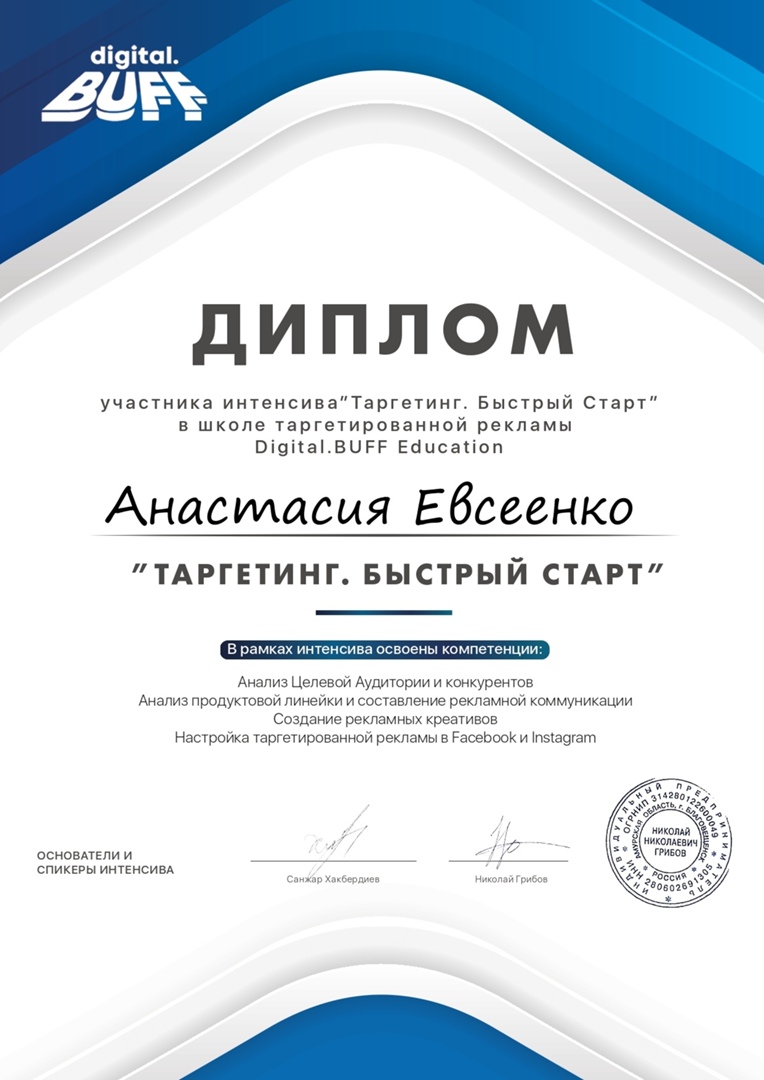 digital.
BUFF
ДИПЛОМ
участника интенсива"Таргетинг. Быстрый Старт"
в школе таргетированной рекламы
Digital.BUFF Education
Анастасия Евсеенко
"ТАРГЕТИНГ. БЫСТРЫЙ СТАРТ"
В рамках интенсива освоены компетенции:
Анализ Целевой Аудитории и конкурентов
Анализ продуктовой линейки и составление рекламной коммуникации
Создание рекламных креативов
Настройка таргетированной рекламы в Facebook и Instagram
ОСНОВАТЕЛИ И
СПИКЕРЫ ИНТЕНСИВА
Санжар Хакбердиев
Николай Грибов
ИНДИВИДУАЛЬНЫЙ ПРЕДПРИНИМАТЕЛЬ
ОГРНИП 314280122600049
ИНН 280602691305
АМУРСКАЯ ОБЛАСТЬ, г. БЛАГОВЕЩЕНСК
РОССИЯ
НИКОЛАЙ
НИКОЛАЕВИЧ
ГРИБОВ